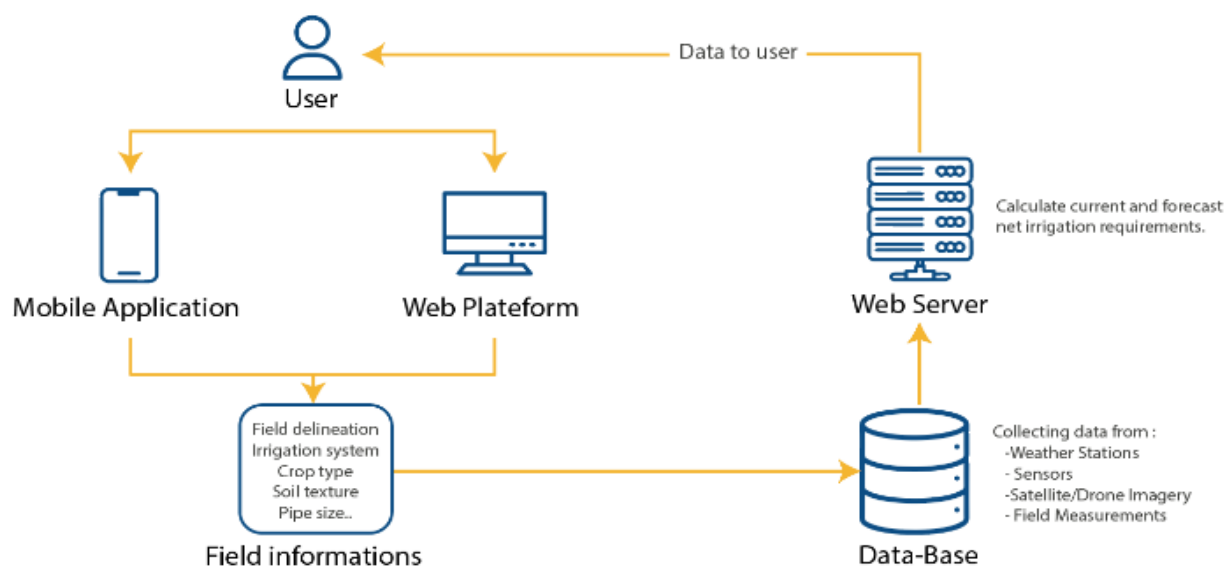 Data to user
User
Calculate current and forecast
net irrigation requirements.
Mobile Application
Web Plateform
Web Server
Field delineation
Irrigation system
Crop type
Soil texture
Pipe size..
Field informations
Collecting data from :
-Weather Stations
- Sensors
-Satellite/Drone Imagery
- Field Measurements
Data-Base